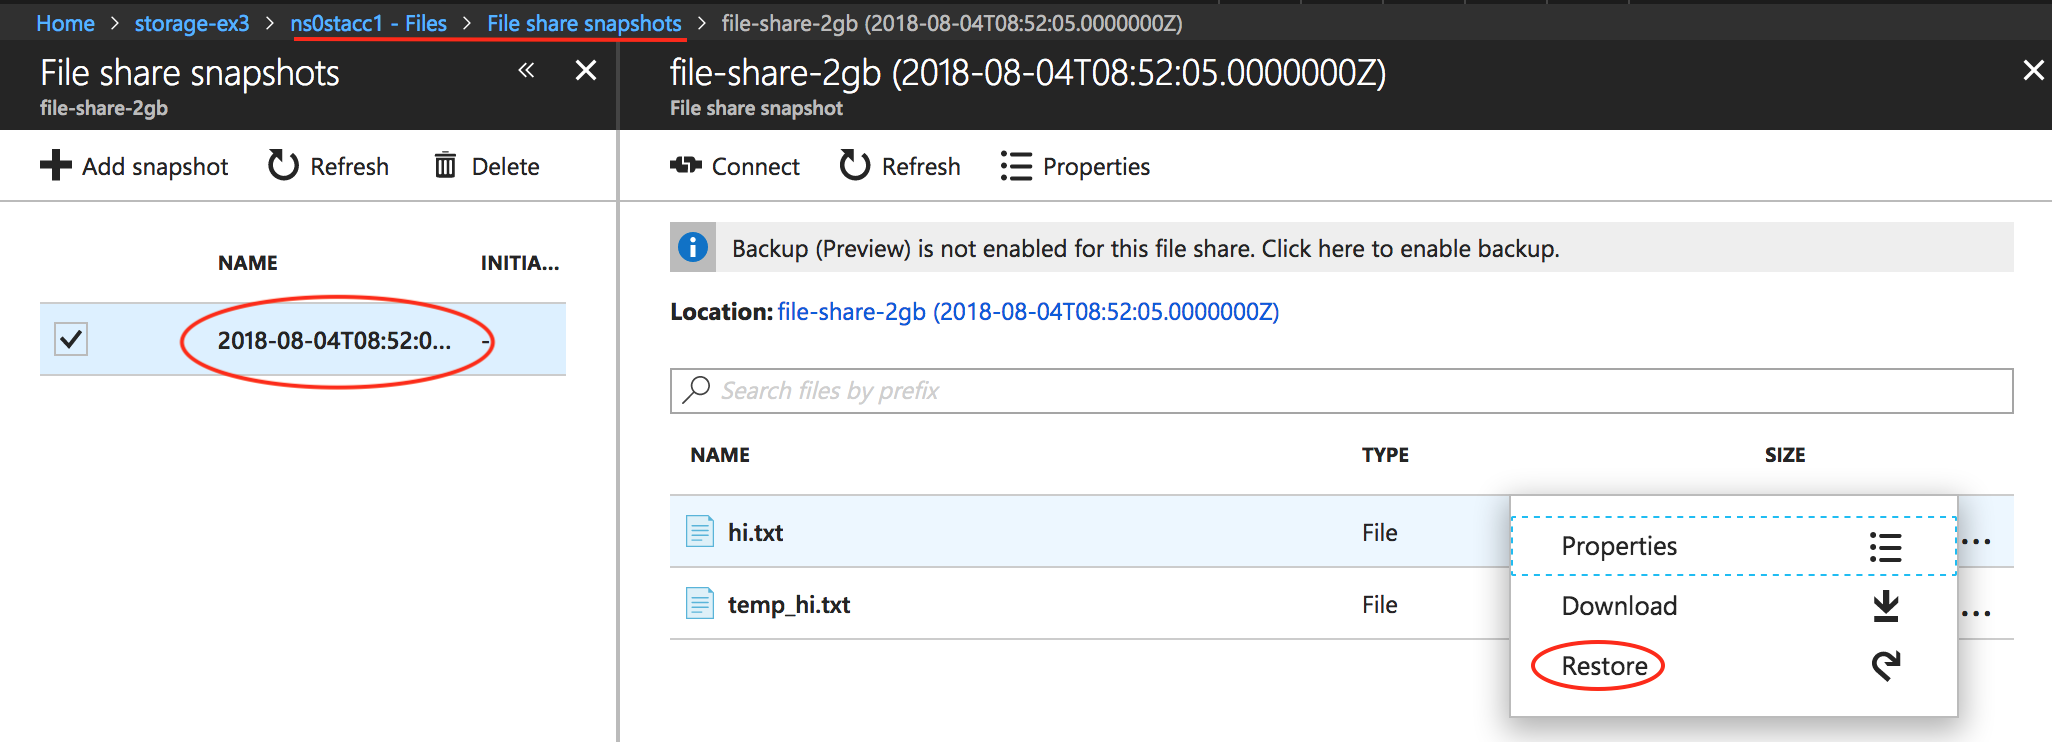 Home > storage-ex3 > ns0stacc1 - Files > File share snapshots > file-share-2gb (2018-08-04T08:52:05.0000000Z)
File share snapshots
file-share-2gb
Add snapshot Refresh Delete
NAME INITIA...
2018-08-04T08:52:0... -
file-share-2gb (2018-08-04T08:52:05.0000000Z)
File share snapshot
Connect Refresh Properties
Backup (Preview) is not enabled for this file share. Click here to enable backup.
Location: file-share-2gb (2018-08-04T08:52:05.0000000Z)
Search files by prefix
NAME TYPE SIZE
hi.txt File ...
temp_hi.txt File ...
Properties
Download
Restore